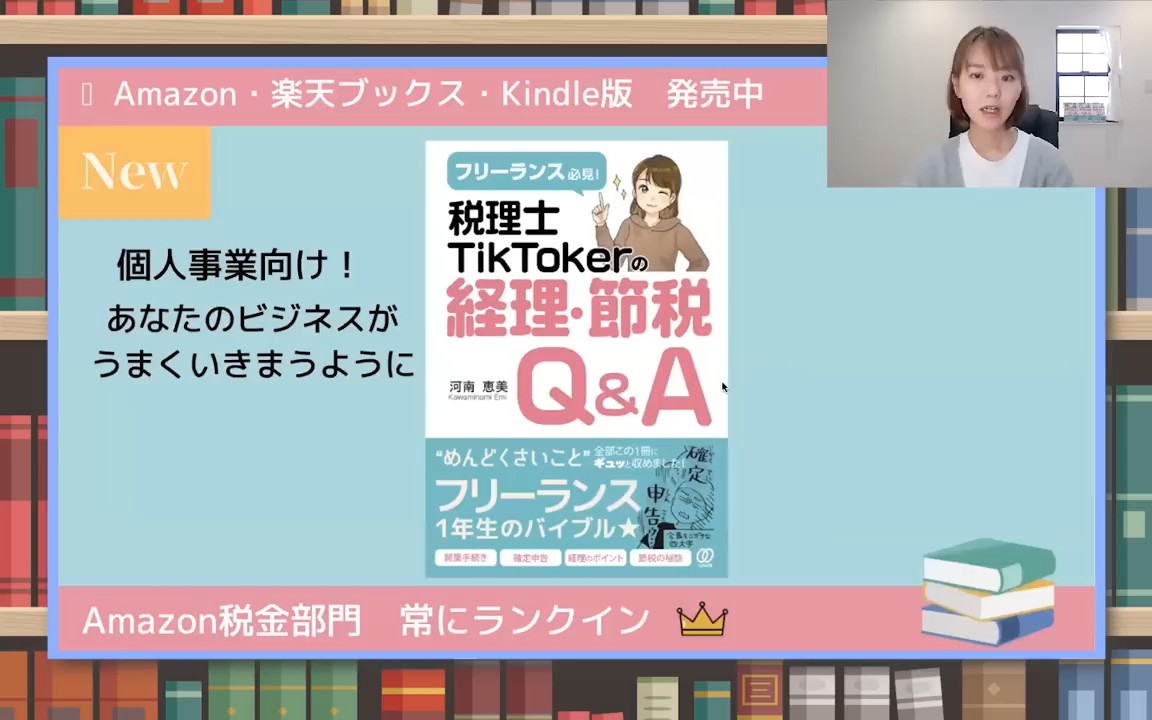 Amazon・楽天ブックス・Kindle版　発売中
New
個人事業向け！
あなたのビジネスが
うまくいきまうように
フリーランス必見！
税理士
TikTokerの
経理・節税
Q&A
河南 恵美
Kawaminami Emi
“めんどくさいこと”
全部この1冊に
ギュッと収めました！
フリーランス
1年生のバイブル★
確定
申告
開業手続き
確定申告
経理のポイント
節税の秘訣
Amazon税金部門　常にランクイン